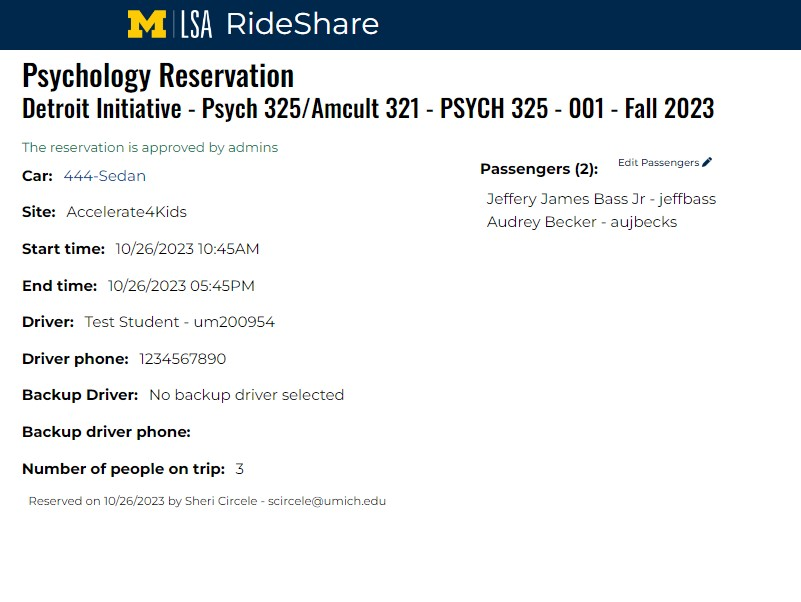 M LSA RideShare
Psychology Reservation
Detroit Initiative - Psych 325/Amcult 321 - PSYCH 325 - 001 - Fall 2023
The reservation is approved by admins
Car: 444-Sedan
Site: Accelerate4Kids
Start time: 10/26/2023 10:45AM
End time: 10/26/2023 05:45PM
Driver: Test Student - um200954
Driver phone: 1234567890
Backup Driver: No backup driver selected
Backup driver phone:
Number of people on trip: 3
Reserved on 10/26/2023 by Sheri Circele - scircele@umich.edu
Passengers (2): Edit Passengers
Jeffery James Bass Jr - jeffbass
Audrey Becker - aujbecks